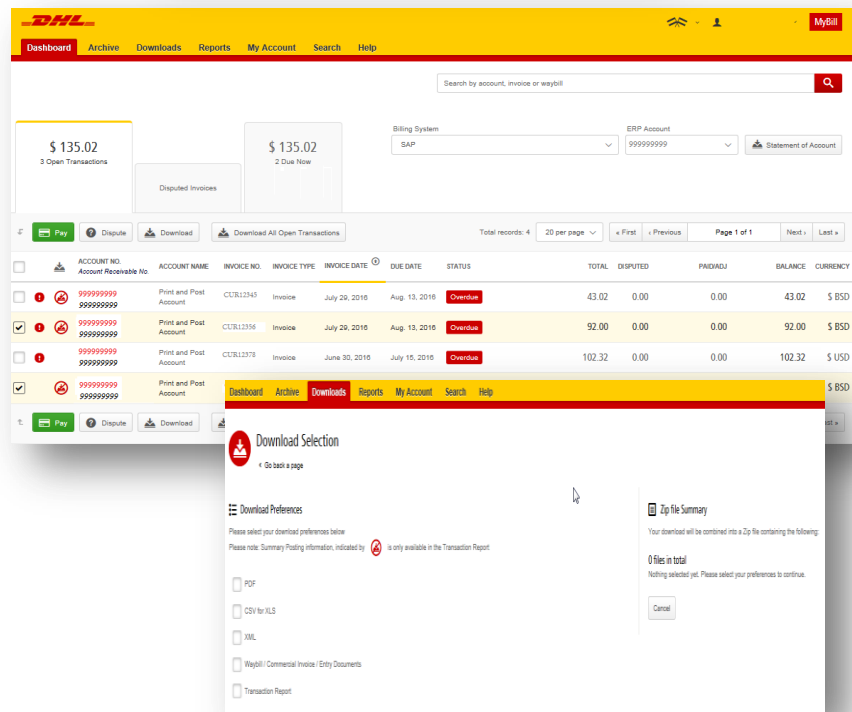 DHL
MyBill
Dashboard Archive Downloads Reports My Account Search Help
Search by account, invoice or waybill
Billing System ERP Account
$ 135.02 $ 135.02 SAP 999999999 Statement of Account
3 Open Transactions 2 Due Now
Disputed Invoices
Pay Dispute Download Download All Open Transactions Total records: 4 20 per page « First ‹ Previous Page 1 of 1 Next › Last »
ACCOUNT NO. ACCOUNT NAME INVOICE NO. INVOICE TYPE INVOICE DATE DUE DATE STATUS TOTAL DISPUTED PAID/ADJ BALANCE CURRENCY
Account Receivable No.
999999999 Print and Post CUR12345 Invoice July 29, 2016 Aug. 13, 2016 Overdue 43.02 0.00 0.00 43.02 $ BSD
999999999 Account
999999999 Print and Post CUR12356 Invoice July 29, 2016 Aug. 13, 2016 Overdue 92.00 0.00 0.00 92.00 $ BSD
999999999 Account
999999999 Print and Post CUR12378 Invoice June 30, 2016 July 15, 2016 Overdue 102.32 0.00 0.00 102.32 $ USD
999999999 Account
999999999 Print and Post $ BSD
999999999 Account
Pay Dispute Download
Dashboard Archive Downloads Reports My Account Search Help
Download Selection
‹ Go back a page
Download Preferences Zip file Summary
Please select your download preferences below Your download will be combined into a Zip file containing the following:
Please note: Summary Posting information, indicated by is only available in the Transaction Report
0 files in total
Nothing selected yet. Please select your preferences to continue.
PDF
CSV for XLS Cancel
XML
Waybill / Commercial Invoice / Entry Documents
Transaction Report